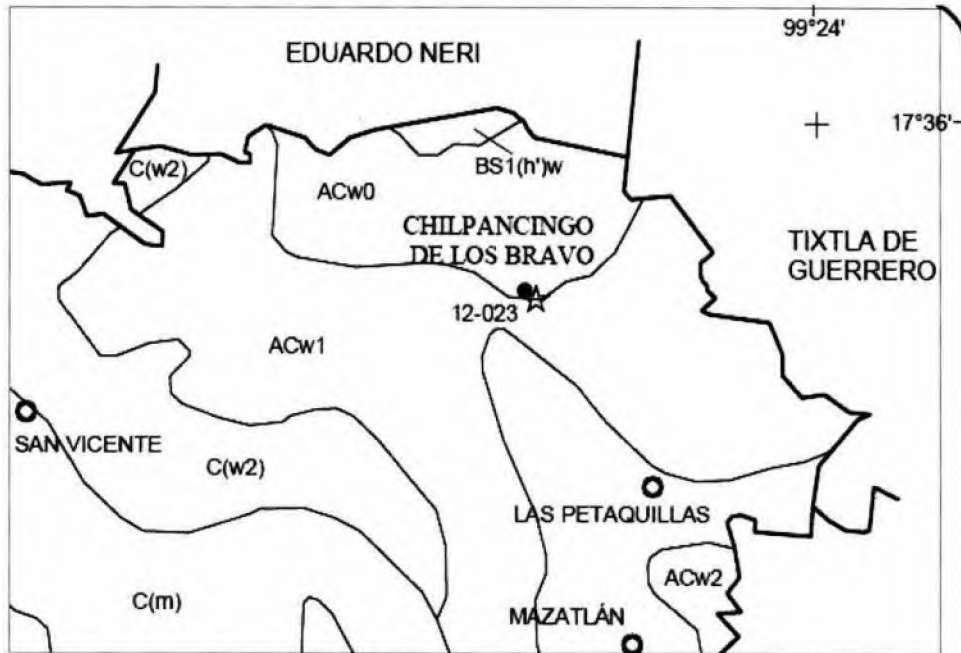 99°24'
EDUARDO NERI
17°36'
C(w2)
BS1(h')w
ACw0
CHILPANCINGO
DE LOS BRAVO
TIXTLA DE
GUERRERO
12-023
ACw1
SAN VICENTE
C(w2)
LAS PETAQUILLAS
ACw2
C(m)
MAZATLÁN